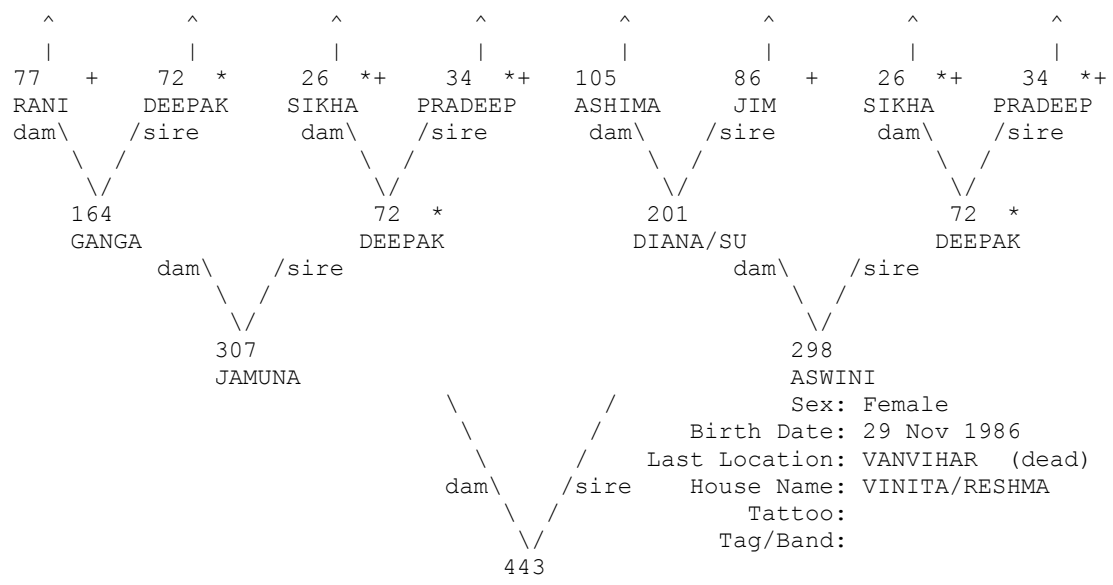 ^ ^ ^ ^ ^ ^ ^ ^
| | | | | | | |
77 + 72 * 26 *+ 34 *+ 105 86 + 26 *+ 34 *+
RANI DEEPAK SIKHA PRADEEP ASHIMA JIM SIKHA PRADEEP
dam\ /sire dam\ /sire dam\ /sire dam\ /sire
\ / \ / \ / \ /
\/ \/ \/ \/
164 72 * 201 72 *
GANGA DEEPAK DIANA/SU DEEPAK
dam\ /sire dam\ /sire
\ / \ /
\/ \/
307 298
JAMUNA ASWINI
\ / Sex: Female
\ / Birth Date: 29 Nov 1986
\ / Last Location: VANVIHAR (dead)
dam\ /sire House Name: VINITA/RESHMA
\ / Tattoo:
\/ Tag/Band:
443